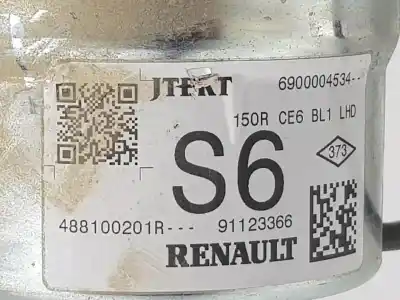 JTEKT 6900004534--
150R CE6 BL1 LHD
S6
373
488100201R--- 91123366
RENAULT